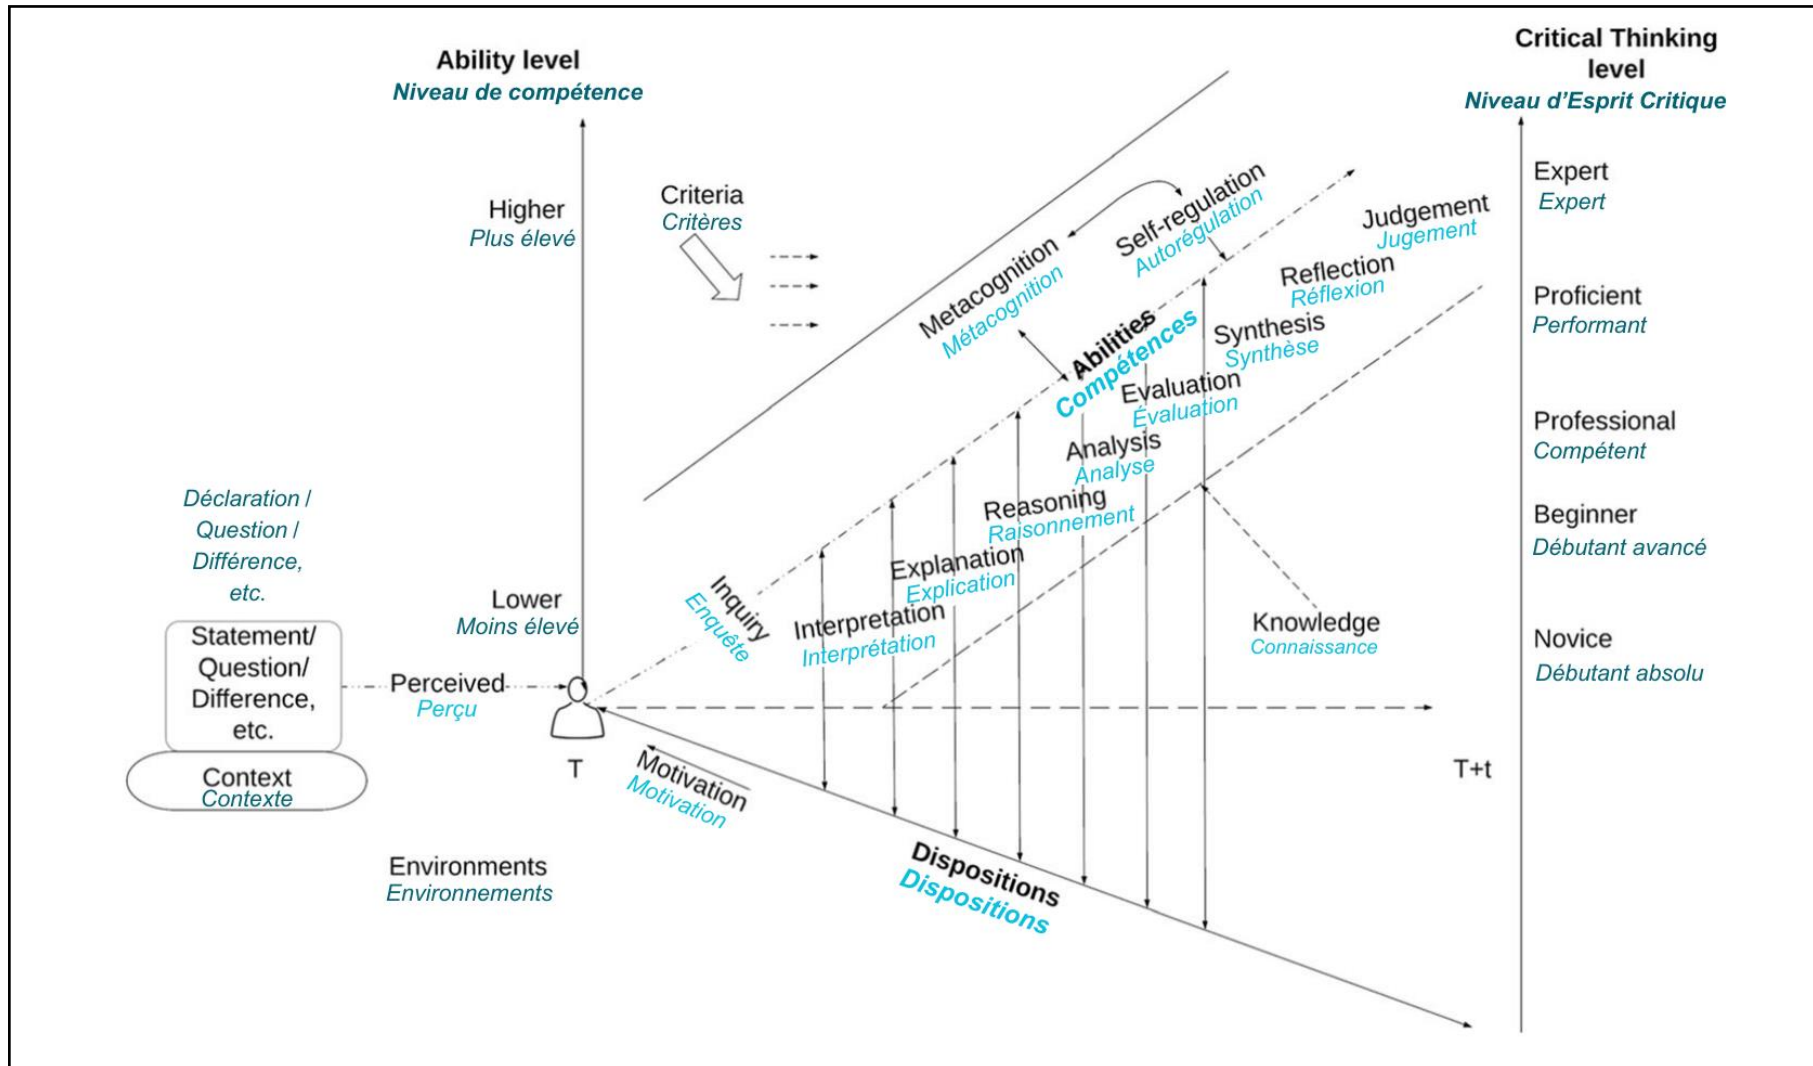 Ability level
Niveau de compétence
Critical Thinking
level
Niveau d'Esprit Critique
Higher
Plus élevé
Criteria
Critères
Metacognition
Métacognition
Self-regulation
Autorégulation
Judgement
Jugement
Reflection
Réflexion
Synthesis
Synthèse
Abilities
Compétences
Evaluation
Évaluation
Analysis
Analyse
Reasoning
Raisonnement
Explanation
Explication
Interpretation
Interprétation
Inquiry
Enquête
Expert
Expert
Proficient
Performant
Professional
Compétent
Beginner
Débutant avancé
Novice
Débutant absolu
Knowledge
Connaissance
Déclaration /
Question /
Différence,
etc.
Statement/
Question/
Difference,
etc.
Context
Contexte
Lower
Moins élevé
Perceived
Perçu
T
T+t
Motivation
Motivation
Environments
Environnements
Dispositions
Dispositions